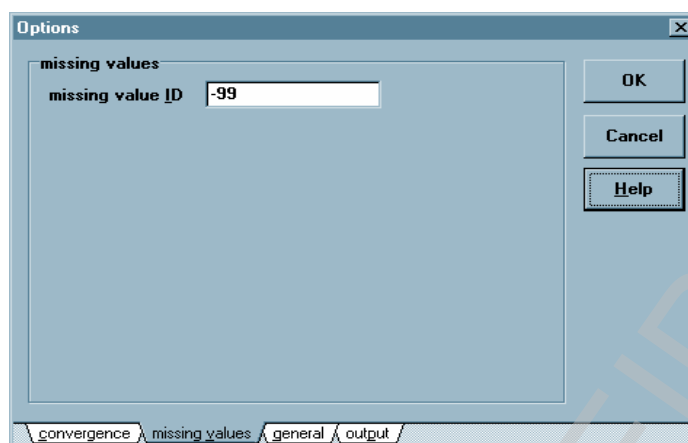 Options
missing values
missing value ID -99
OK
Cancel
Help
convergence missing values general output